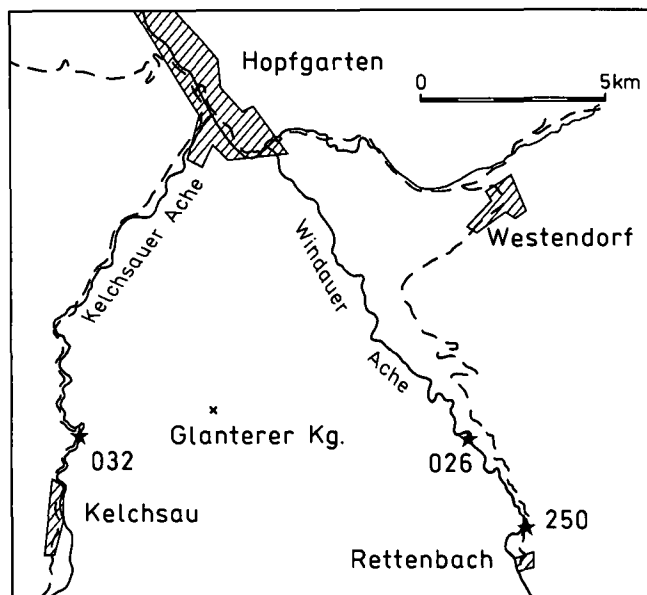 Hopfgarten
0 5km
Kelchsauer Ache
Windauer
Ache
Westendorf
Glanterer Kg.
032
026
Kelchsau
250
Rettenbach